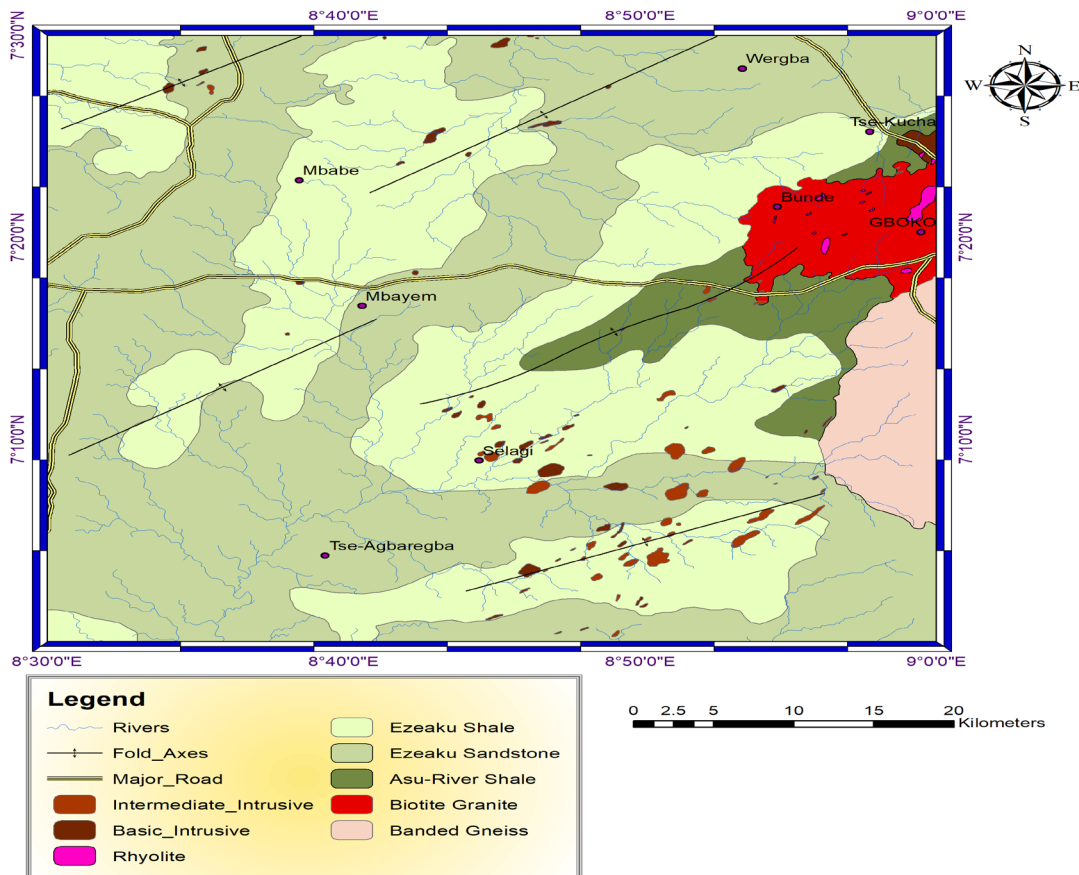 8°40'0"E 8°50'0"E 9°0'0"E
7°30'0"N
7°30'0"N
N
W E
S
Wergba
Tse-Kucha
Mbabe
Bunde
GBOKO
7°20'0"N
7°20'0"N
Mbayem
7°10'0"N
7°10'0"N
Selagi
Tse-Agbaregba
8°30'0"E 8°40'0"E 8°50'0"E 9°0'0"E
Legend
Rivers
Fold_Axes
Major_Road
Intermediate_Intrusive
Basic_Intrusive
Rhyolite
Ezeaku Shale
Ezeaku Sandstone
Asu-River Shale
Biotite Granite
Banded Gneiss
0 2.5 5 10 15 20
Kilometers